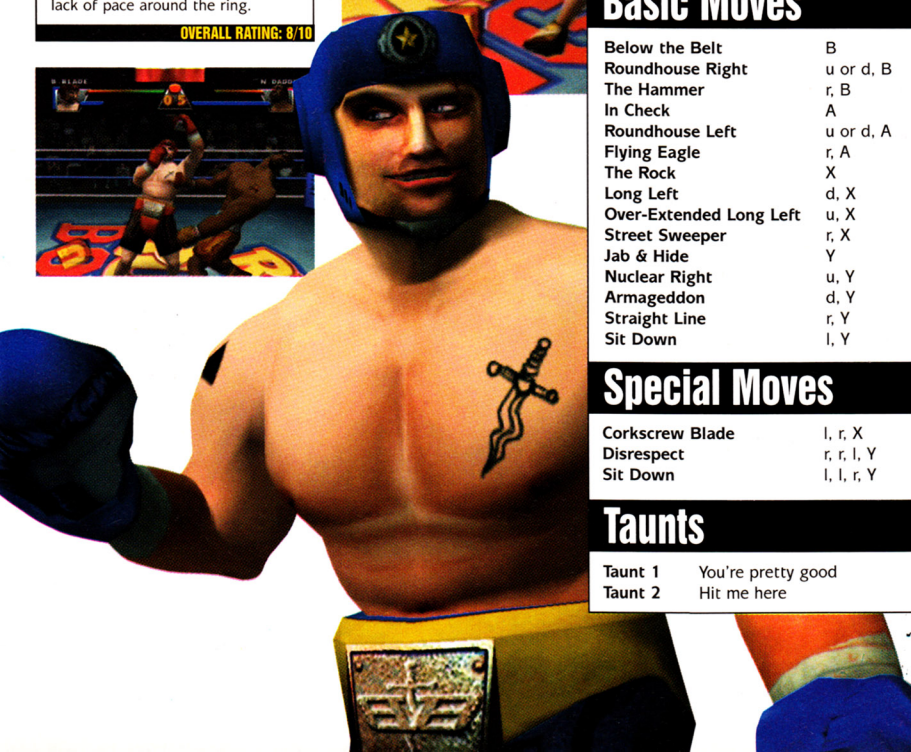 lack of pace around the ring.
OVERALL RATING: 8/10
B BLADE
N DADDY
05
Basic Moves
Below the Belt B
Roundhouse Right u or d, B
The Hammer r, B
In Check A
Roundhouse Left u or d, A
Flying Eagle r, A
The Rock X
Long Left d, X
Over-Extended Long Left u, X
Street Sweeper r, X
Jab & Hide Y
Nuclear Right u, Y
Armageddon d, Y
Straight Line r, Y
Sit Down l, Y
Special Moves
Corkscrew Blade l, r, X
Disrespect r, r, l, Y
Sit Down l, l, r, Y
Taunts
Taunt 1 You're pretty good
Taunt 2 Hit me here